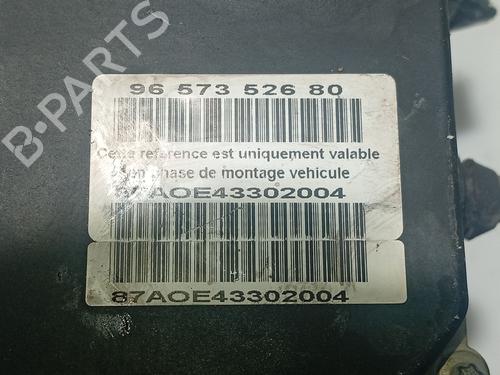 96 573 526 80
Cette reference est uniquement valable
en phase de montage vehicule
87AOE43302004
87AOE43302004
B-PARTS